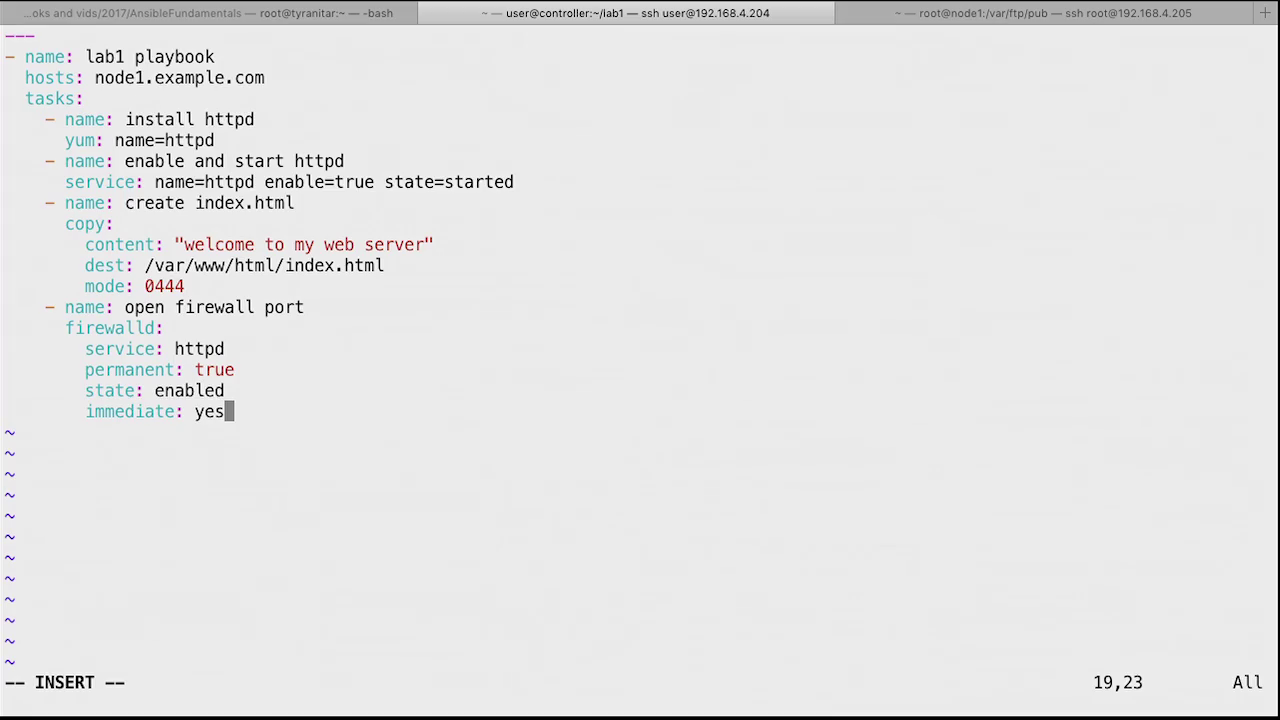 ...oks and vids/2017/AnsibleFundamentals — root@tyranitar:~ — -bash
~ — user@controller:~/lab1 — ssh user@192.168.4.204
~ — root@node1:/var/ftp/pub — ssh root@192.168.4.205
+
---
- name: lab1 playbook
  hosts: node1.example.com
  tasks:
    - name: install httpd
      yum: name=httpd
    - name: enable and start httpd
      service: name=httpd enable=true state=started
    - name: create index.html
      copy:
        content: "welcome to my web server"
        dest: /var/www/html/index.html
        mode: 0444
    - name: open firewall port
      firewalld:
        service: httpd
        permanent: true
        state: enabled
        immediate: yes
~
~
~
~
~
~
~
~
~
~
~
~
-- INSERT -- 19,23 All